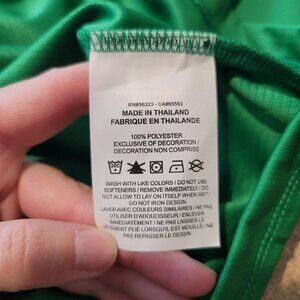 RN#56323 - CA#05553
MADE IN THAILAND
FABRIQUE EN THAILANDE
100% POLYESTER
EXCLUSIVE OF DECORATION /
DECORATION NON COMPRISE
WASH WITH LIKE COLORS / DO NOT USE
SOFTENERS / REMOVE IMMEDIATELY / DO
NOT ALLOW TO LAY ON ITSELF WHEN WET /
DO NOT IRON DESIGN
LAVER AVEC COULEURS SIMILAIRES / NE PAS
UTILISER D'ADOUCISSEUR / ENLEVER
IMMEDIATEMENT / NE PAS LAISSER LE
VETEMENT PLIE LORSQU'IL EST MOUILLE / NE
PAS REPASSER LE DESSIN